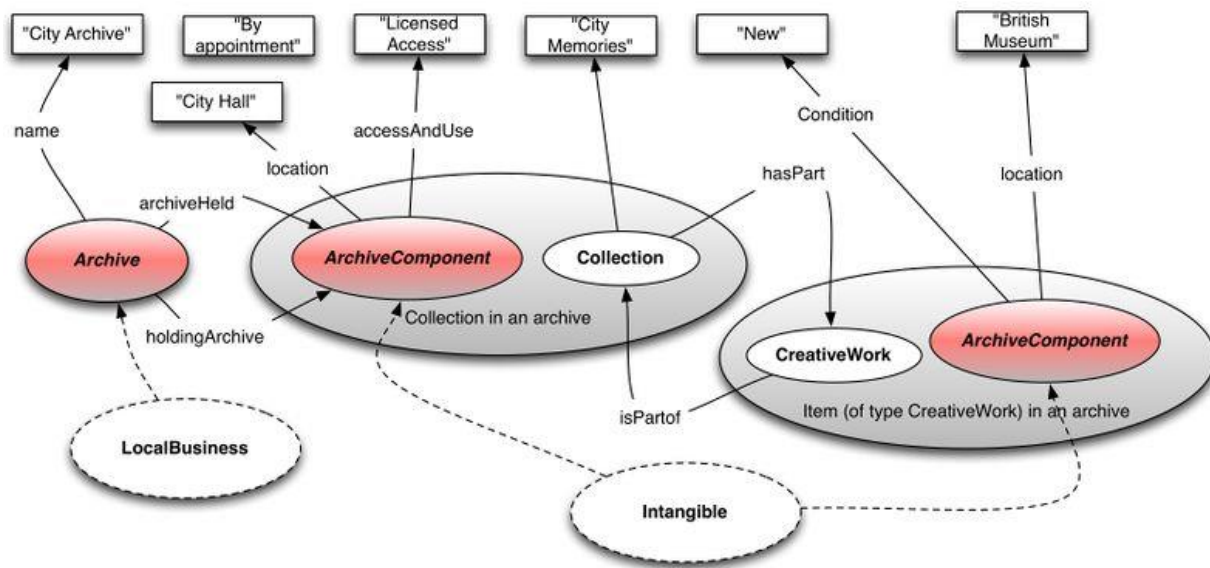 "City Archive"
"By
appointment"
"Licensed
Access"
"City
Memories"
"New"
"British
Museum"
"City Hall"
name
accessAndUse
Condition
location
hasPart
location
archiveHeld
Archive
ArchiveComponent
Collection
holdingArchive
Collection in an archive
CreativeWork
ArchiveComponent
isPartof
Item (of type CreativeWork) in an archive
LocalBusiness
Intangible